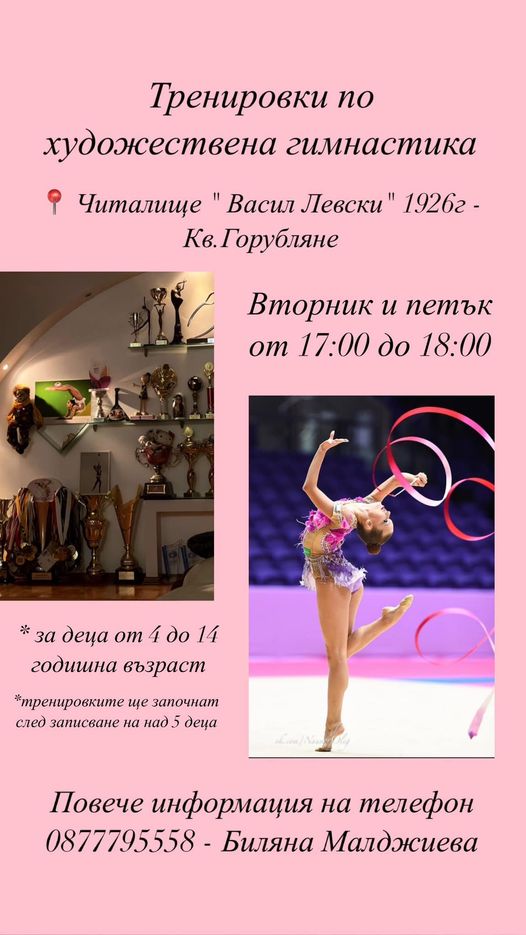 Тренировки по
художествена гимнастика
📍 Читалище " Васил Левски" 1926г -
Кв.Горубляне
Вторник и петък
от 17:00 до 18:00
* за деца от 4 до 14
годишна възраст
*тренировките ще започнат
след записване на над 5 деца
Повече информация на телефон
0877795558 - Биляна Малджиева